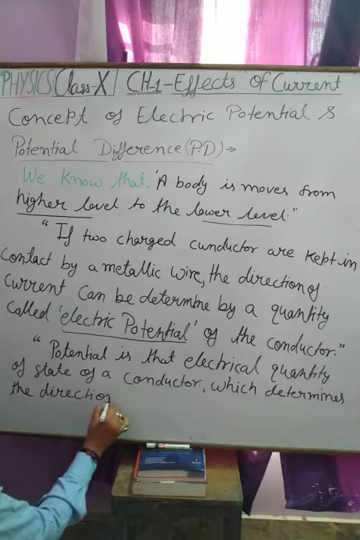 PHYSICS Class-X CH-1-Effects of Current
Concept of Electric Potential &
Potential Difference (P.D)→
We know that, 'A body is moves from
higher level to the lower level."
"If two charged cunductor are kept in
contact by a metallic wire, the direction of
current can be determine by a quantity
called 'electric Potential' of the conductor."
"Potential is that electrical quantity
of state of a conductor, which determines
the directio